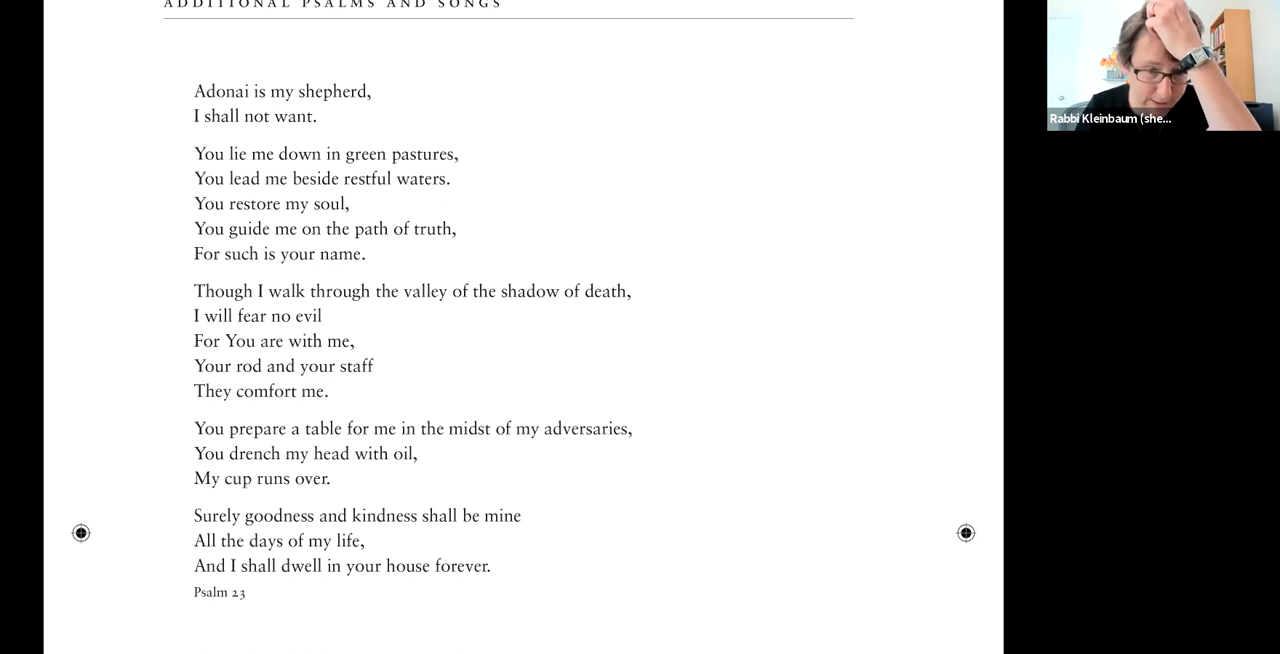 ADDITIONAL PSALMS AND SONGS
Adonai is my shepherd,
I shall not want.
You lie me down in green pastures,
You lead me beside restful waters.
You restore my soul,
You guide me on the path of truth,
For such is your name.
Though I walk through the valley of the shadow of death,
I will fear no evil
For You are with me,
Your rod and your staff
They comfort me.
You prepare a table for me in the midst of my adversaries,
You drench my head with oil,
My cup runs over.
Surely goodness and kindness shall be mine
All the days of my life,
And I shall dwell in your house forever.
Psalm 23
Rabbi Kleinbaum (she...